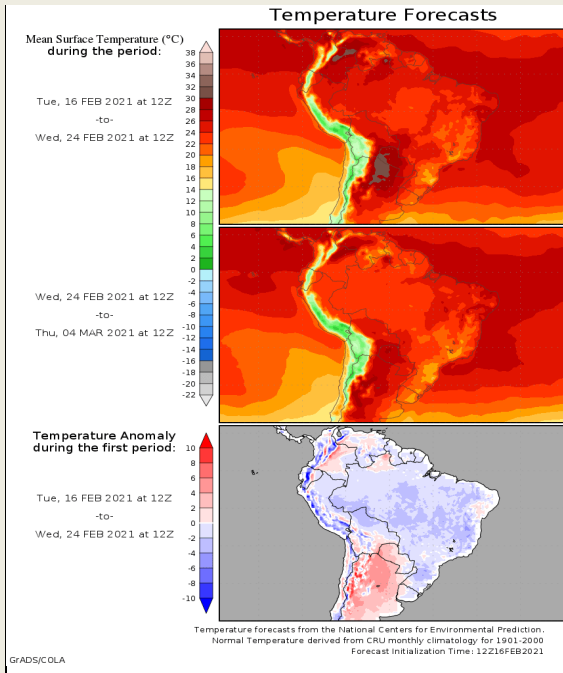 Temperature Forecasts
Mean Surface Temperature (°C)
during the period:
Tue, 16 FEB 2021 at 12Z
-to-
Wed, 24 FEB 2021 at 12Z
38
36
34
32
30
28
26
24
22
20
18
16
14
12
10
8
6
4
2
0
-2
-4
-6
-8
-10
-12
-14
-16
-18
-20
-22
Wed, 24 FEB 2021 at 12Z
-to-
Thu, 04 MAR 2021 at 12Z
Temperature Anomaly
during the first period:
Tue, 16 FEB 2021 at 12Z
-to-
Wed, 24 FEB 2021 at 12Z
10
8
6
4
2
0
-2
-4
-6
-8
-10
Temperature forecasts from the National Centers for Environmental Prediction.
Normal Temperature derived from CRU monthly climatology for 1901-2000
Forecast Initialization Time: 12Z16FEB2021
GrADS/COLA